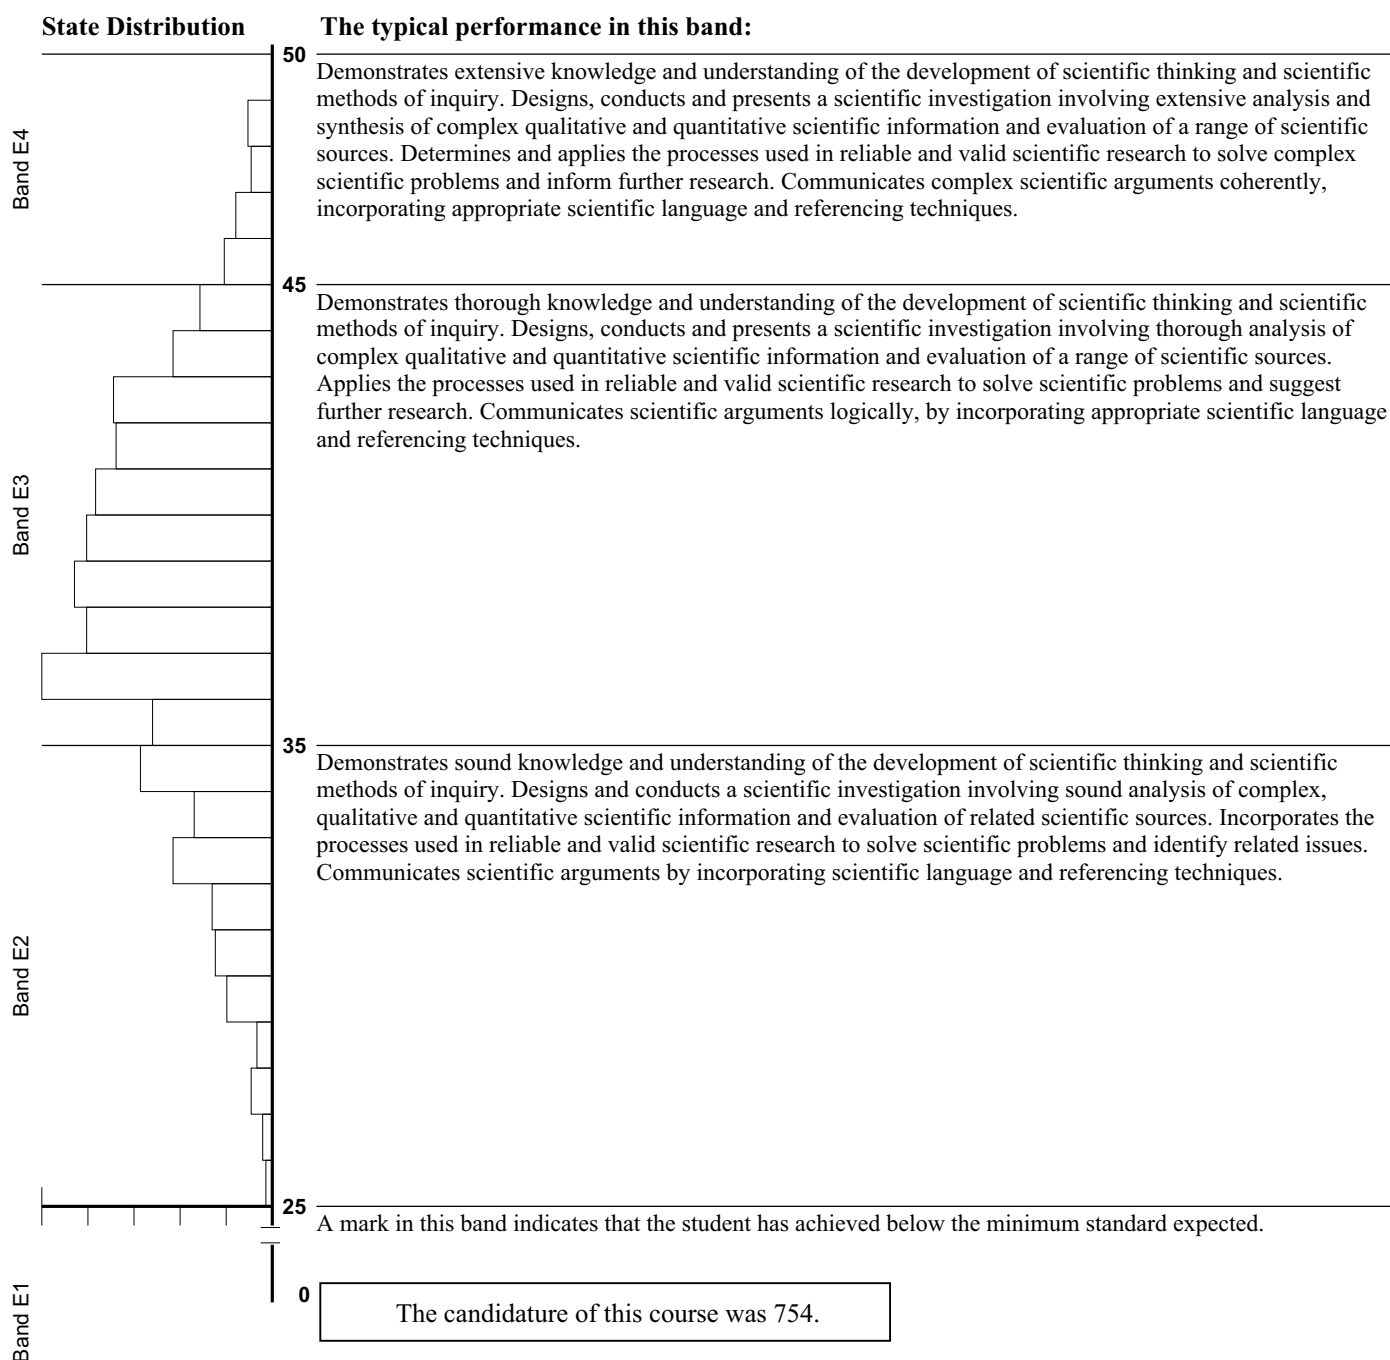 State Distribution
The typical performance in this band:
50
Demonstrates extensive knowledge and understanding of the development of scientific thinking and scientific
methods of inquiry. Designs, conducts and presents a scientific investigation involving extensive analysis and
synthesis of complex qualitative and quantitative scientific information and evaluation of a range of scientific
sources. Determines and applies the processes used in reliable and valid scientific research to solve complex
scientific problems and inform further research. Communicates complex scientific arguments coherently,
incorporating appropriate scientific language and referencing techniques.
Band E4
45
Demonstrates thorough knowledge and understanding of the development of scientific thinking and scientific
methods of inquiry. Designs, conducts and presents a scientific investigation involving thorough analysis of
complex qualitative and quantitative scientific information and evaluation of a range of scientific sources.
Applies the processes used in reliable and valid scientific research to solve scientific problems and suggest
further research. Communicates scientific arguments logically, by incorporating appropriate scientific language
and referencing techniques.
Band E3
35
Demonstrates sound knowledge and understanding of the development of scientific thinking and scientific
methods of inquiry. Designs and conducts a scientific investigation involving sound analysis of complex,
qualitative and quantitative scientific information and evaluation of related scientific sources. Incorporates the
processes used in reliable and valid scientific research to solve scientific problems and identify related issues.
Communicates scientific arguments by incorporating scientific language and referencing techniques.
Band E2
25
A mark in this band indicates that the student has achieved below the minimum standard expected.
0
Band E1
The candidature of this course was 754.